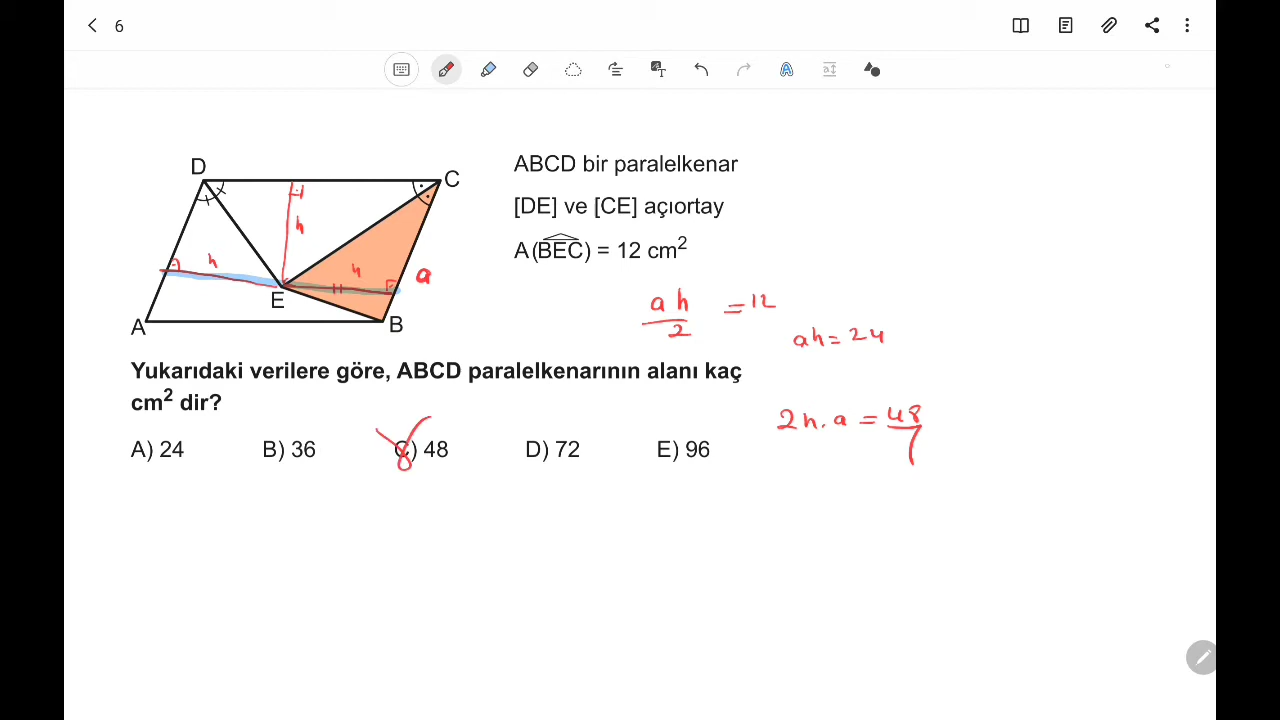 6
D
C
h
h
h
a
E
A
B
ABCD bir paralelkenar
[DE] ve [CE] açıortay
A(BEC) = 12 cm²
ah/2 = 12
ah = 24
Yukarıdaki verilere göre, ABCD paralelkenarının alanı kaç
cm² dir?
2h.a = 48
A) 24 B) 36 C) 48 D) 72 E) 96